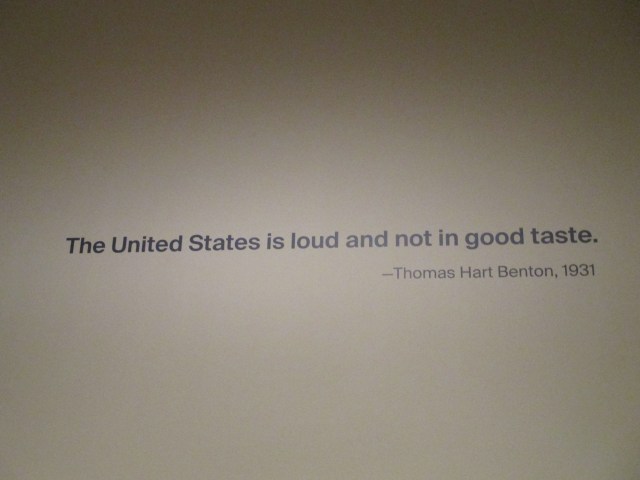 The United States is loud and not in good taste.
—Thomas Hart Benton, 1931